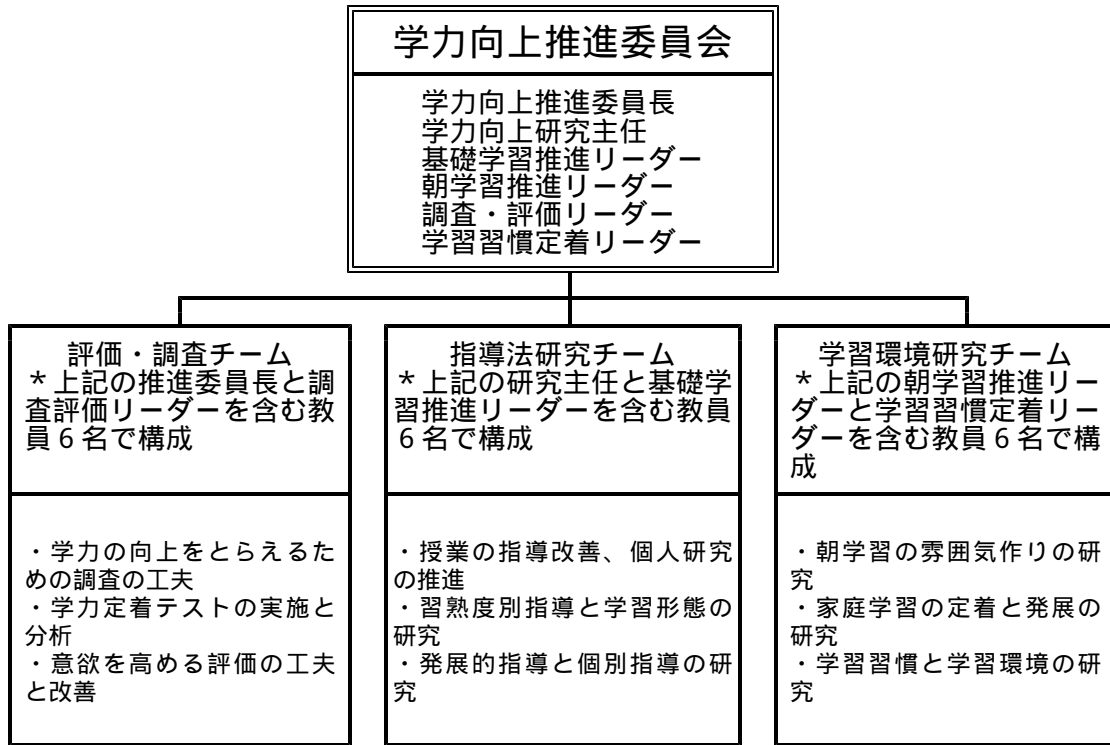 学力向上推進委員会
学力向上推進委員長
学力向上研究主任
基礎学習推進リーダー
朝学習推進リーダー
調査・評価リーダー
学習習慣定着リーダー
評価・調査チーム
*上記の推進委員長と調
査評価リーダーを含む教
員6名で構成
・学力の向上をとらえるた
めの調査の工夫
・学力定着テストの実施と
分析
・意欲を高める評価の工夫
と改善
指導法研究チーム
*上記の研究主任と基礎学
習推進リーダーを含む教員
6名で構成
・授業の指導改善、個人研究
の推進
・習熟度別指導と学習形態の
研究
・発展的指導と個別指導の研
究
学習環境研究チーム
*上記の朝学習推進リー
ダーと学習習慣定着リー
ダーを含む教員6名で構
成
・朝学習の雰囲気作りの研
究
・家庭学習の定着と発展の
研究
・学習習慣と学習環境の研
究